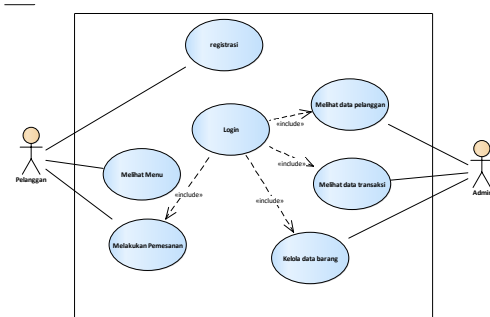 registrasi
Melihat data pelanggan
«include»
Login
Pelanggan
Melihat Menu
«include»
Melihat data transaksi
Admin
«include»
«include»
Melakukan Pemesanan
Kelola data barang